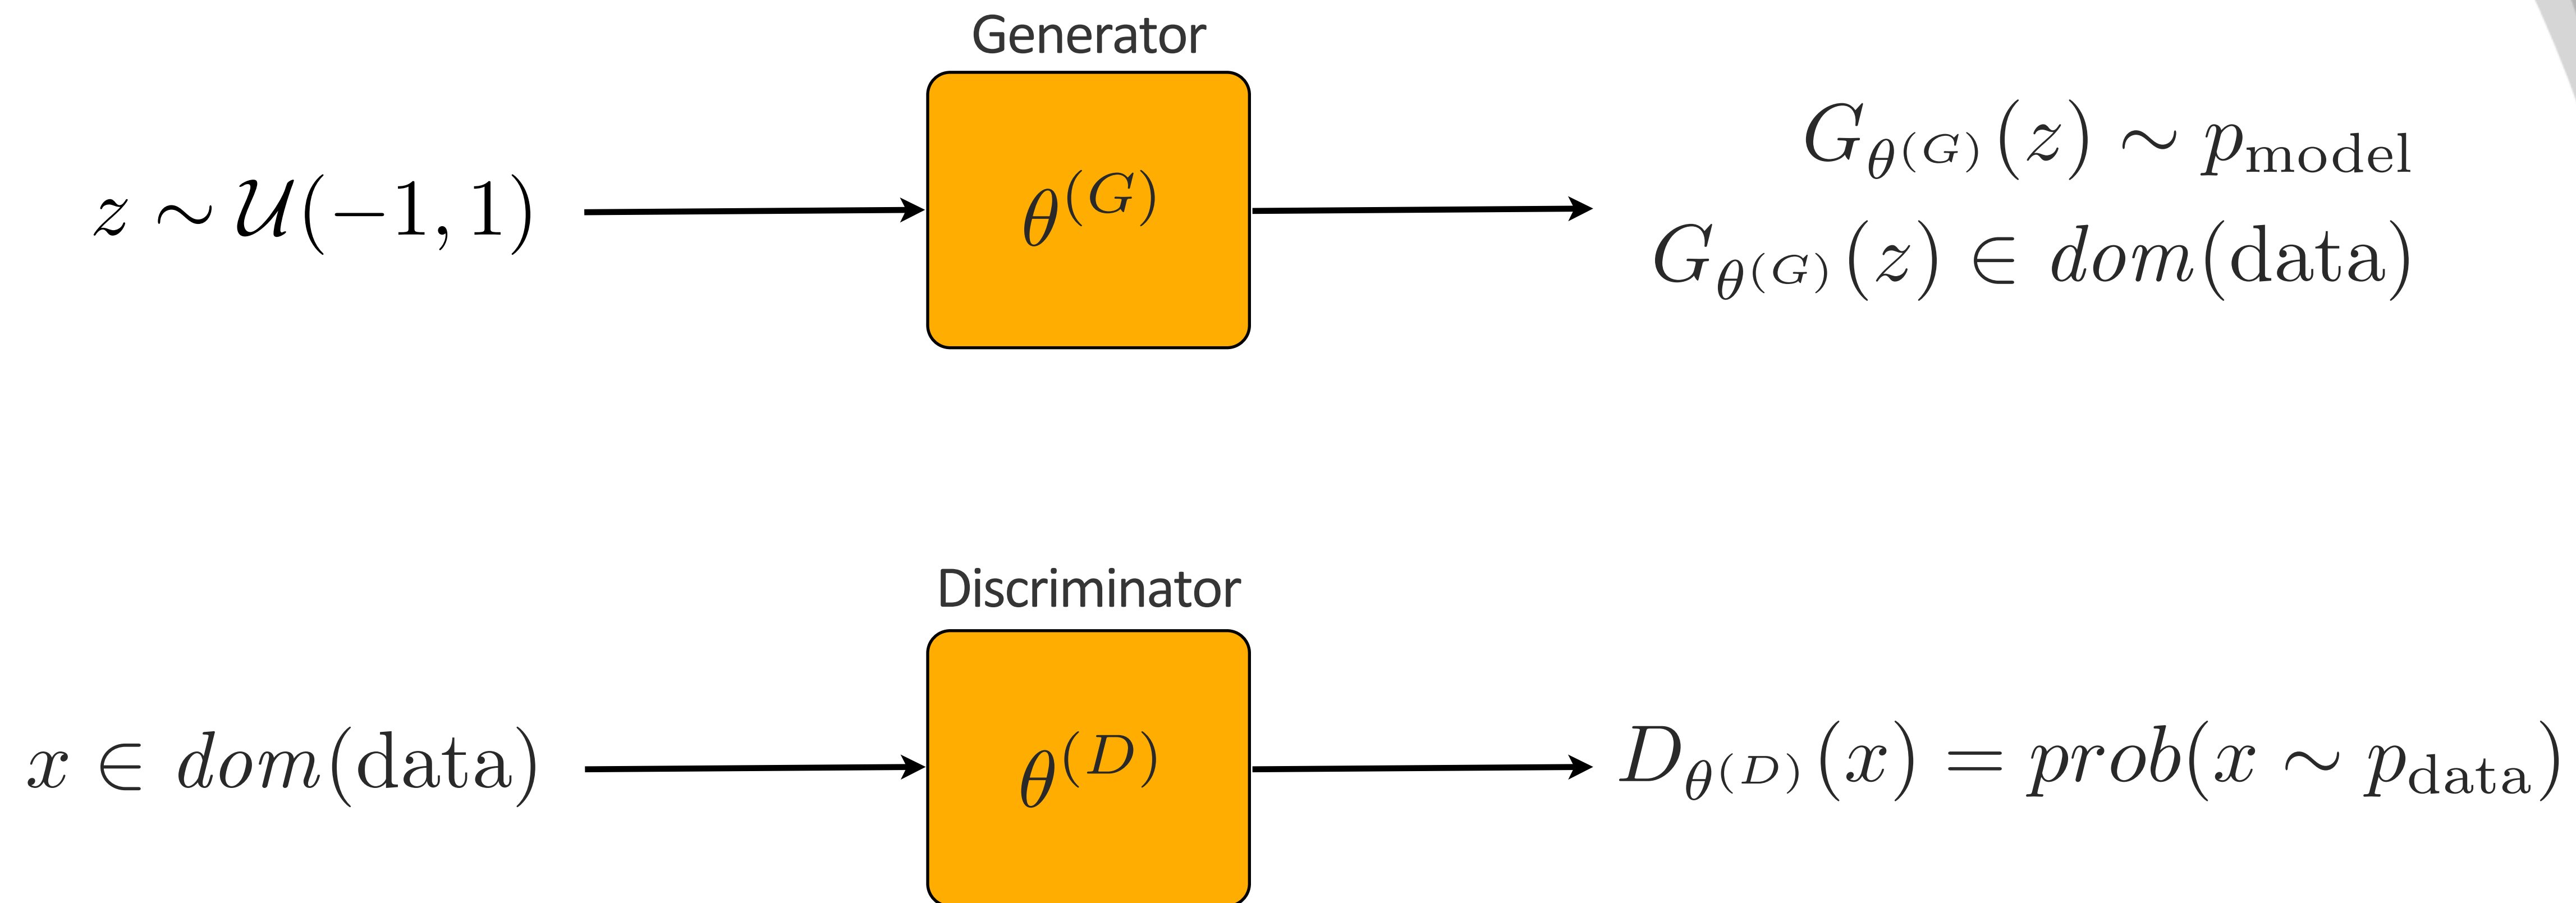 Generator
z ∼ 𝒰(−1, 1)
θ^(G)
G_θ^(G)(z) ∼ p_model
G_θ^(G)(z) ∈ dom(data)
Discriminator
x ∈ dom(data)
θ^(D)
D_θ^(D)(x) = prob(x ∼ p_data)